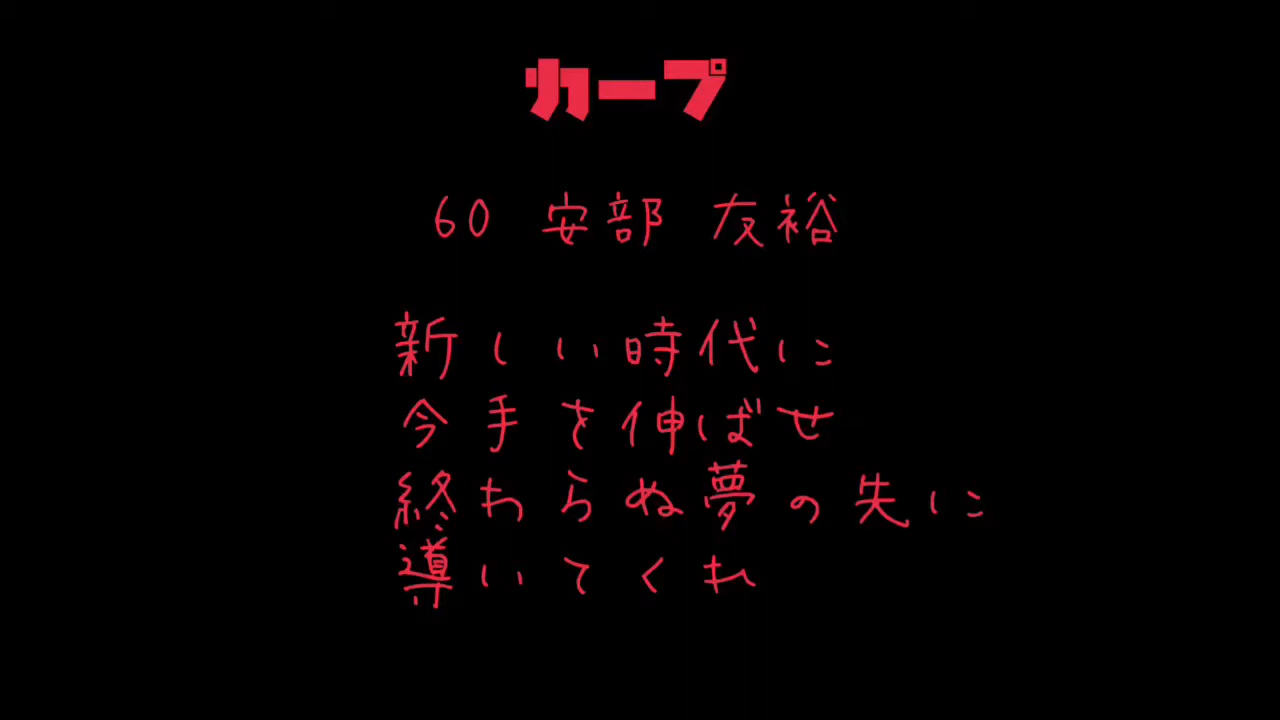 カープ
60 安部 友裕
新しい時代に
今手を伸ばせ
終わらぬ夢の先に
導いてくれ